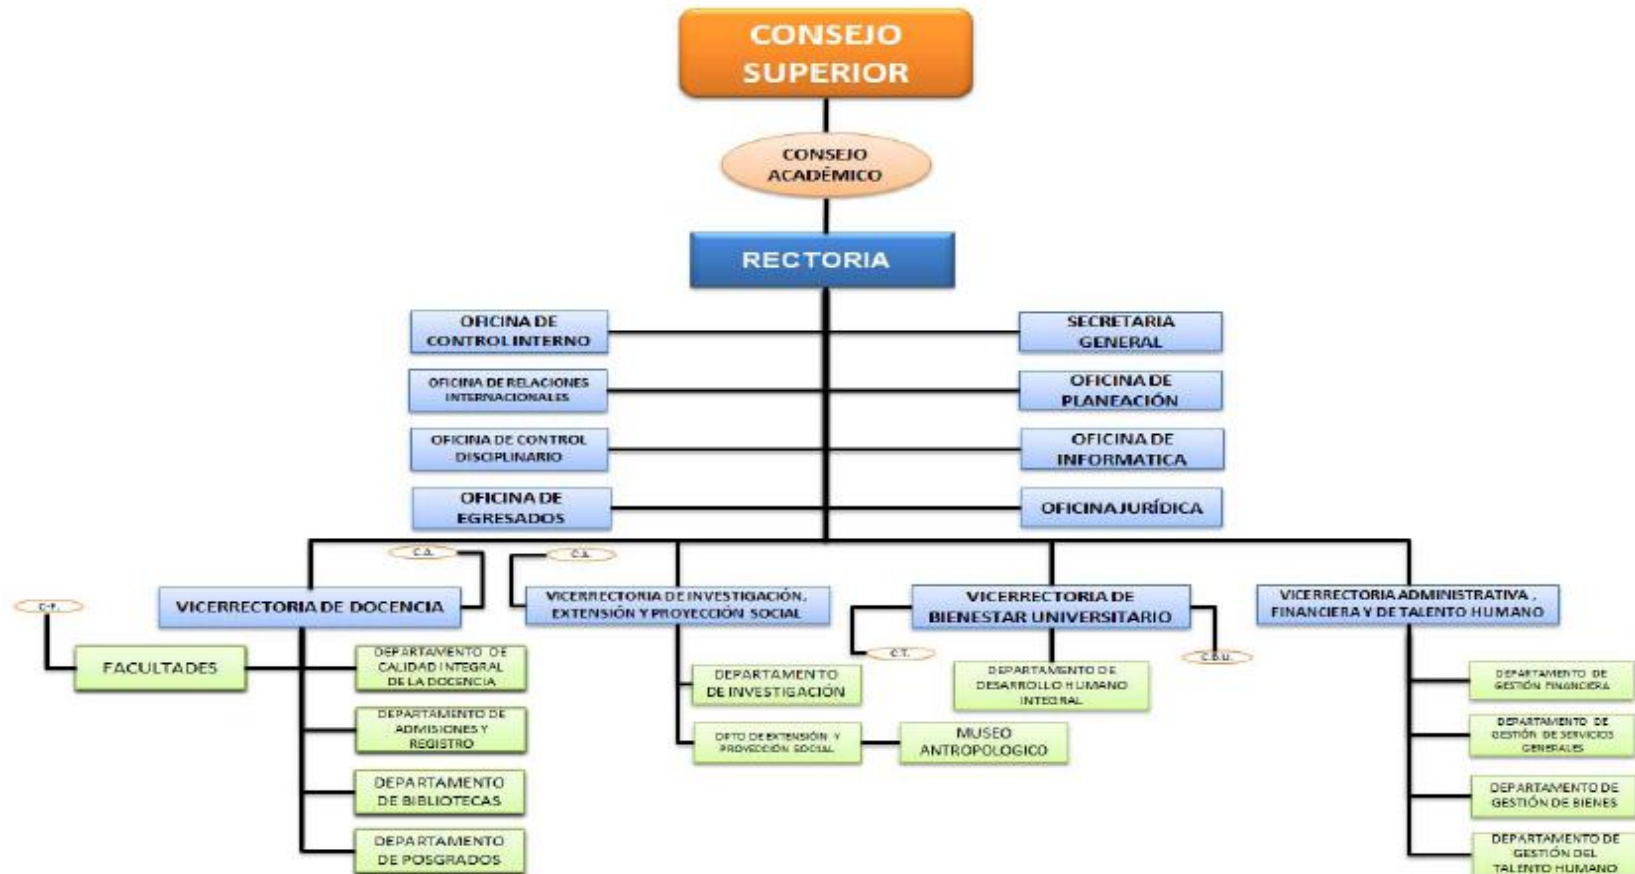 CONSEJO
SUPERIOR
CONSEJO
ACADÉMICO
RECTORIA
OFICINA DE
CONTROL INTERNO
SECRETARIA
GENERAL
OFICINA DE RELACIONES
INTERNACIONALES
OFICINA DE
PLANEACIÓN
OFICINA DE CONTROL
DISCIPLINARIO
OFICINA DE
INFORMATICA
OFICINA DE
EGRESADOS
OFICINA JURÍDICA
C.A.
VICERRECTORIA DE DOCENCIA
VICERRECTORIA DE INVESTIGACIÓN,
EXTENSIÓN Y PROYECCIÓN SOCIAL
VICERRECTORIA DE
BIENESTAR UNIVERSITARIO
VICERRECTORIA ADMINISTRATIVA ,
FINANCIERA Y DE TALENTO HUMANO
C.T.
C.B.U.
FACULTADES
DEPARTAMENTO DE
CALIDAD INTEGRAL
DE LA DOCENCIA
DEPARTAMENTO DE
ADMISIONES Y
REGISTRO
DEPARTAMENTO
DE BIBLIOTECAS
DEPARTAMENTO
DE POSGRADOS
DEPARTAMENTO
DE INVESTIGACIÓN
DPTO DE EXTENSIÓN Y
PROYECCIÓN SOCIAL
MUSEO
ANTROPOLOGICO
DEPARTAMENTO DE
DESARROLLO HUMANO
INTEGRAL
DEPARTAMENTO DE
GESTIÓN FINANCIERA
DEPARTAMENTO DE
GESTIÓN DE SERVICIOS
GENERALES
DEPARTAMENTO DE
GESTIÓN DE BIENES
DEPARTAMENTO DE
GESTIÓN DEL
TALENTO HUMANO